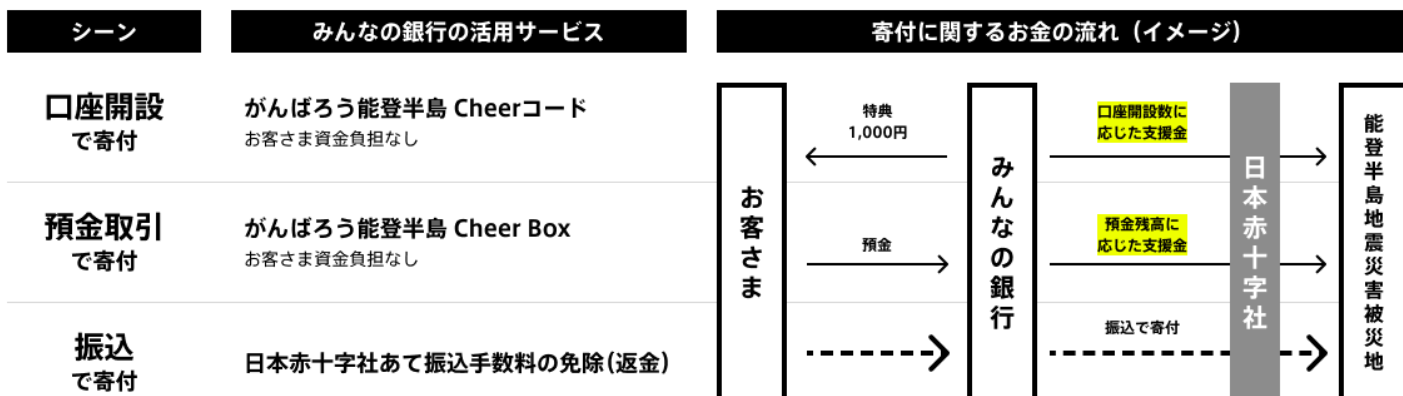 シーン
みんなの銀行の活用サービス
寄付に関するお金の流れ（イメージ）
口座開設
で寄付
がんばろう能登半島 Cheerコード
お客さま資金負担なし
預金取引
で寄付
がんばろう能登半島 Cheer Box
お客さま資金負担なし
振込
で寄付
日本赤十字社あて振込手数料の免除（返金）
お客さま
特典
1,000円
預金
みんなの銀行
口座開設数に
応じた支援金
預金残高に
応じた支援金
振込で寄付
日本赤十字社
能登半島地震災害被災地